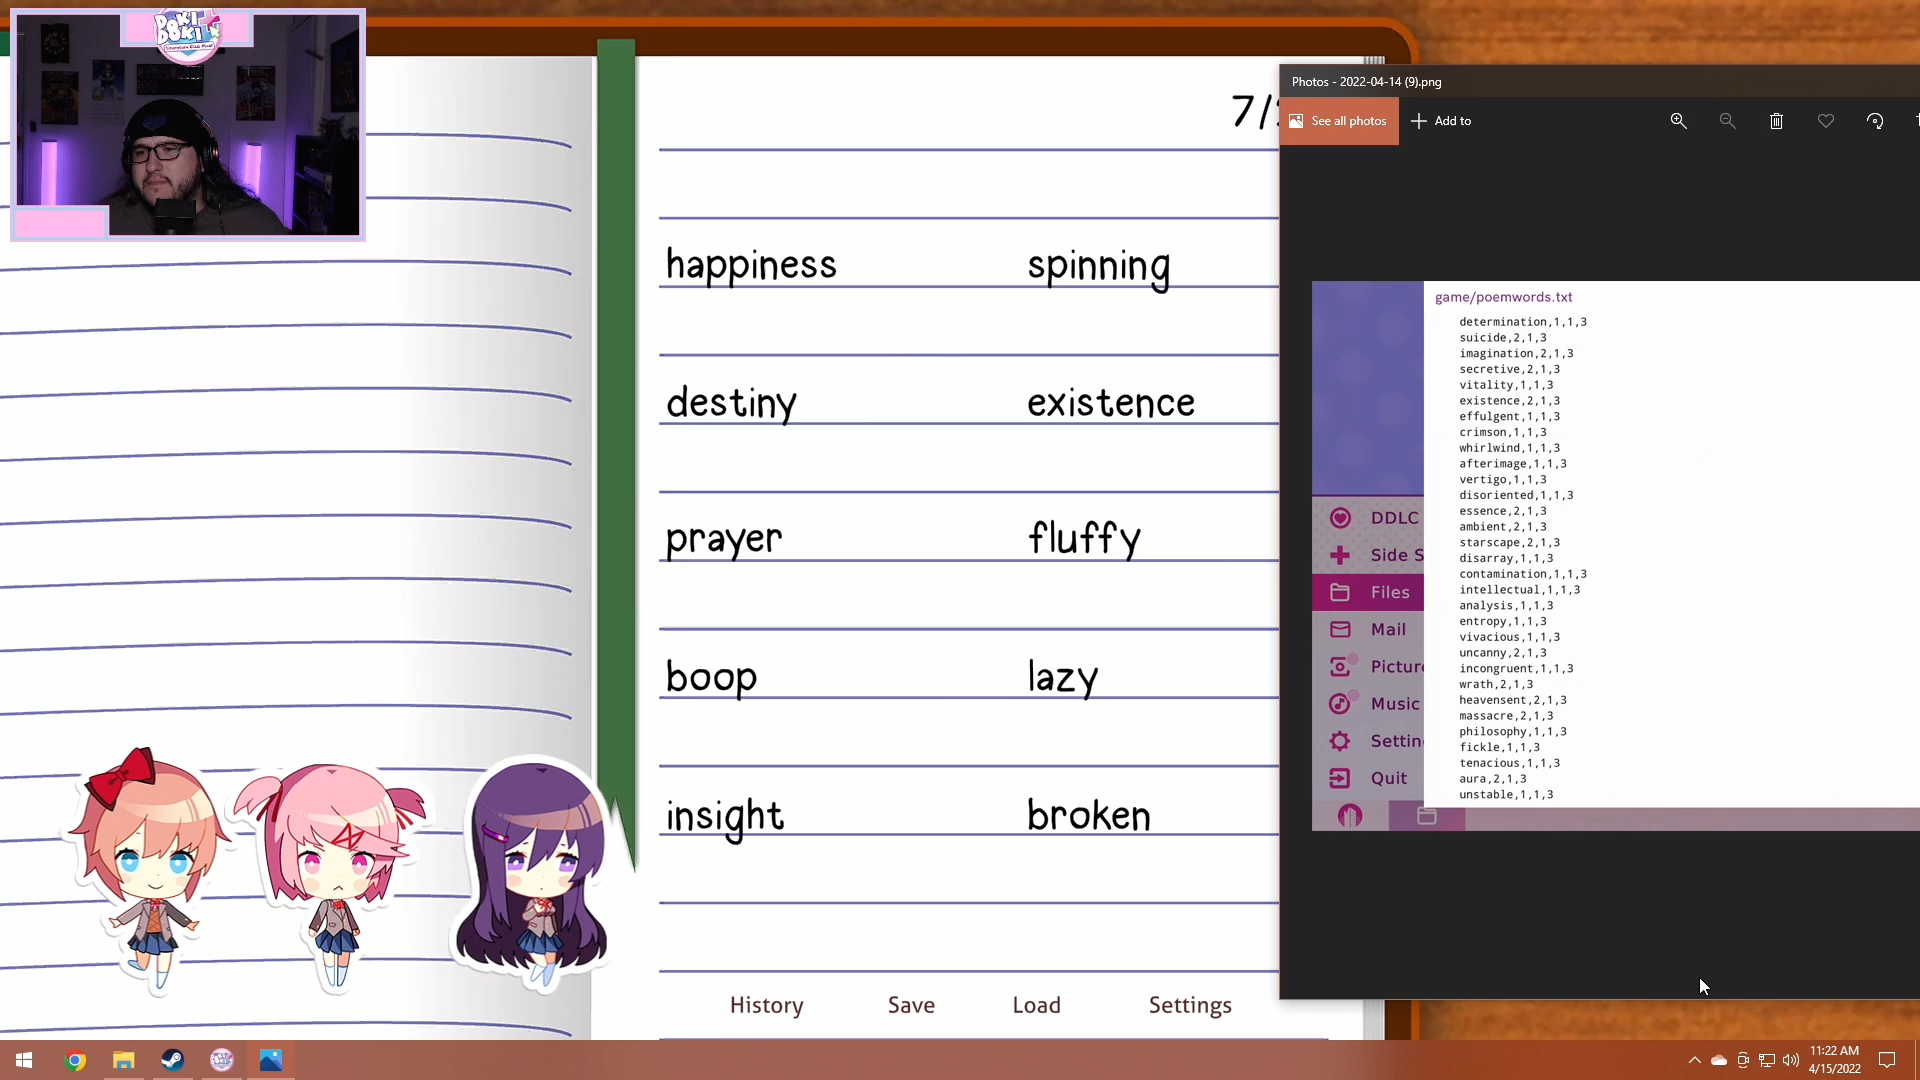 DOKI DOKI
Literature Club Plus!
7/
happiness spinning
destiny existence
prayer fluffy
boop lazy
insight broken
History Save Load Settings
Photos - 2022-04-14 (9).png
See all photos Add to
game/poemwords.txt
determination,1,1,3
suicide,2,1,3
imagination,2,1,3
secretive,2,1,3
vitality,1,1,3
existence,2,1,3
effulgent,1,1,3
crimson,1,1,3
whirlwind,1,1,3
afterimage,1,1,3
vertigo,1,1,3
disoriented,1,1,3
essence,2,1,3
ambient,2,1,3
starscape,2,1,3
disarray,1,1,3
contamination,1,1,3
intellectual,1,1,3
analysis,1,1,3
entropy,1,1,3
vivacious,1,1,3
uncanny,2,1,3
incongruent,1,1,3
wrath,2,1,3
heavensent,2,1,3
massacre,2,1,3
philosophy,1,1,3
fickle,1,1,3
tenacious,1,1,3
aura,2,1,3
unstable,1,1,3
DDLC
Side S
Files
Mail
Picture
Music
Settin
Quit
11:22 AM
4/15/2022